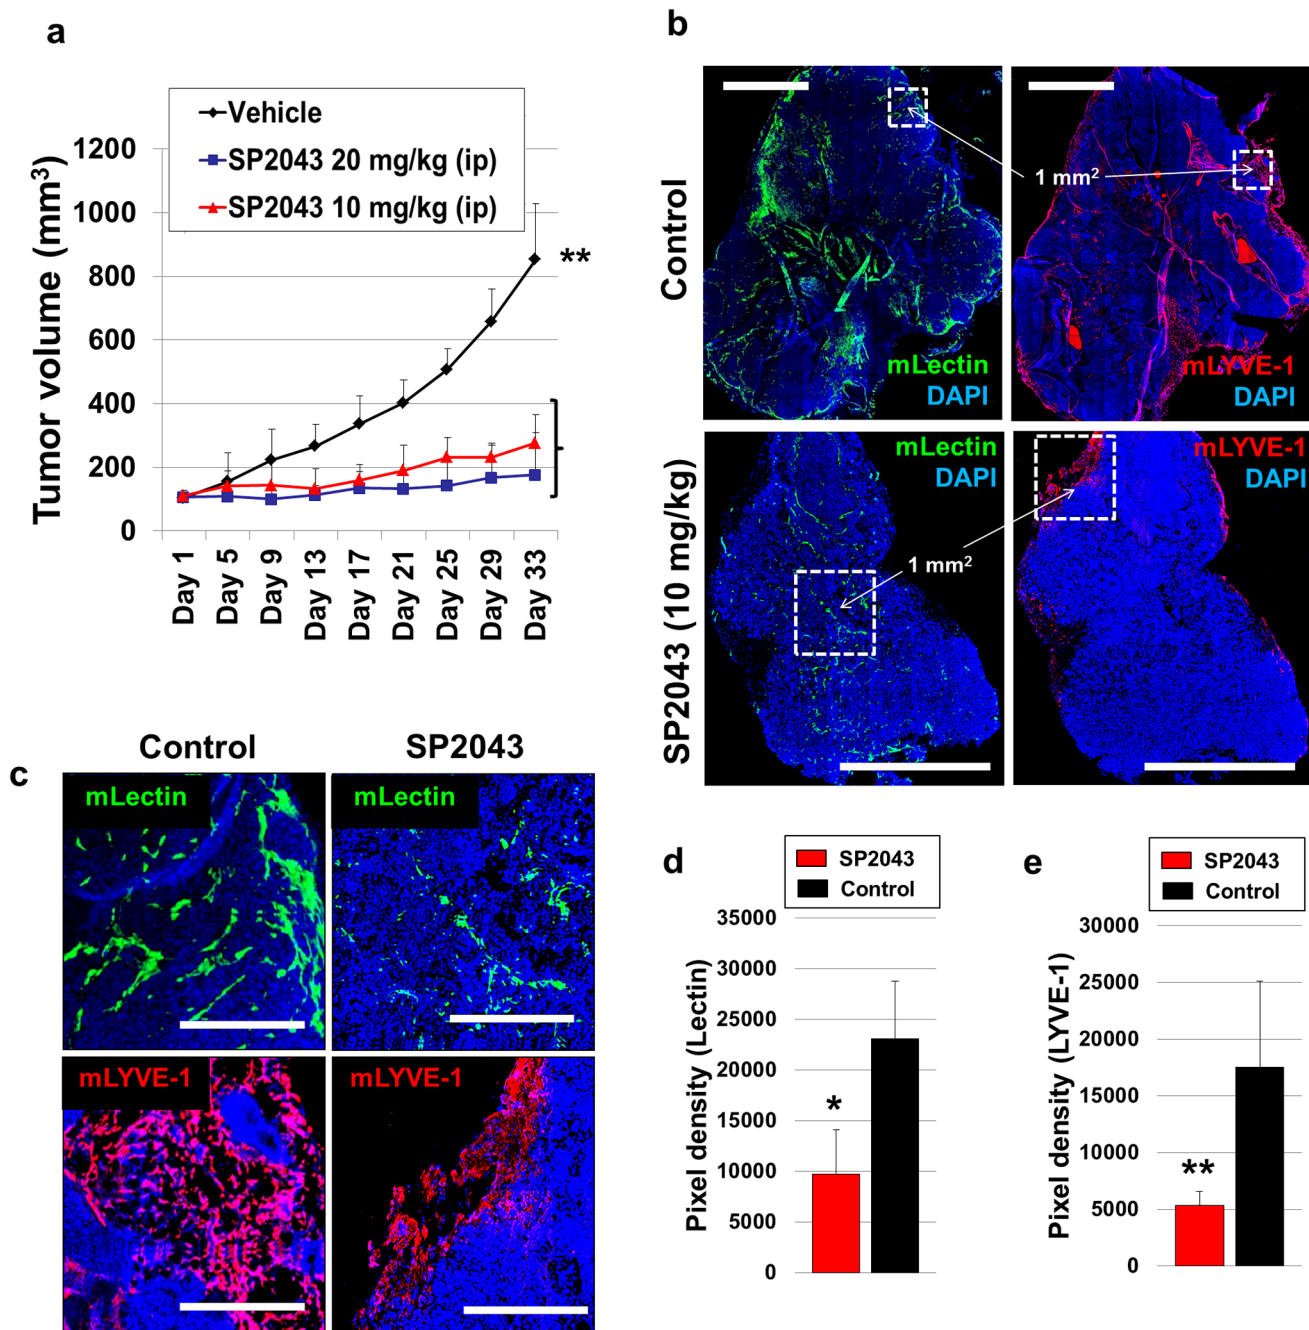 a
Vehicle
SP2043 20 mg/kg (ip)
SP2043 10 mg/kg (ip)
Tumor volume (mm³)
1200
1000
800
600
400
200
0
**
Day 1
Day 5
Day 9
Day 13
Day 17
Day 21
Day 25
Day 29
Day 33
b
Control
mLectin
DAPI
1 mm²
mLYVE-1
DAPI
SP2043 (10 mg/kg)
mLectin
DAPI
1 mm²
mLYVE-1
DAPI
c
Control
SP2043
mLectin
mLectin
mLYVE-1
mLYVE-1
d
SP2043
Control
Pixel density (Lectin)
35000
30000
25000
20000
15000
10000
5000
0
*
e
SP2043
Control
Pixel density (LYVE-1)
30000
25000
20000
15000
10000
5000
0
**